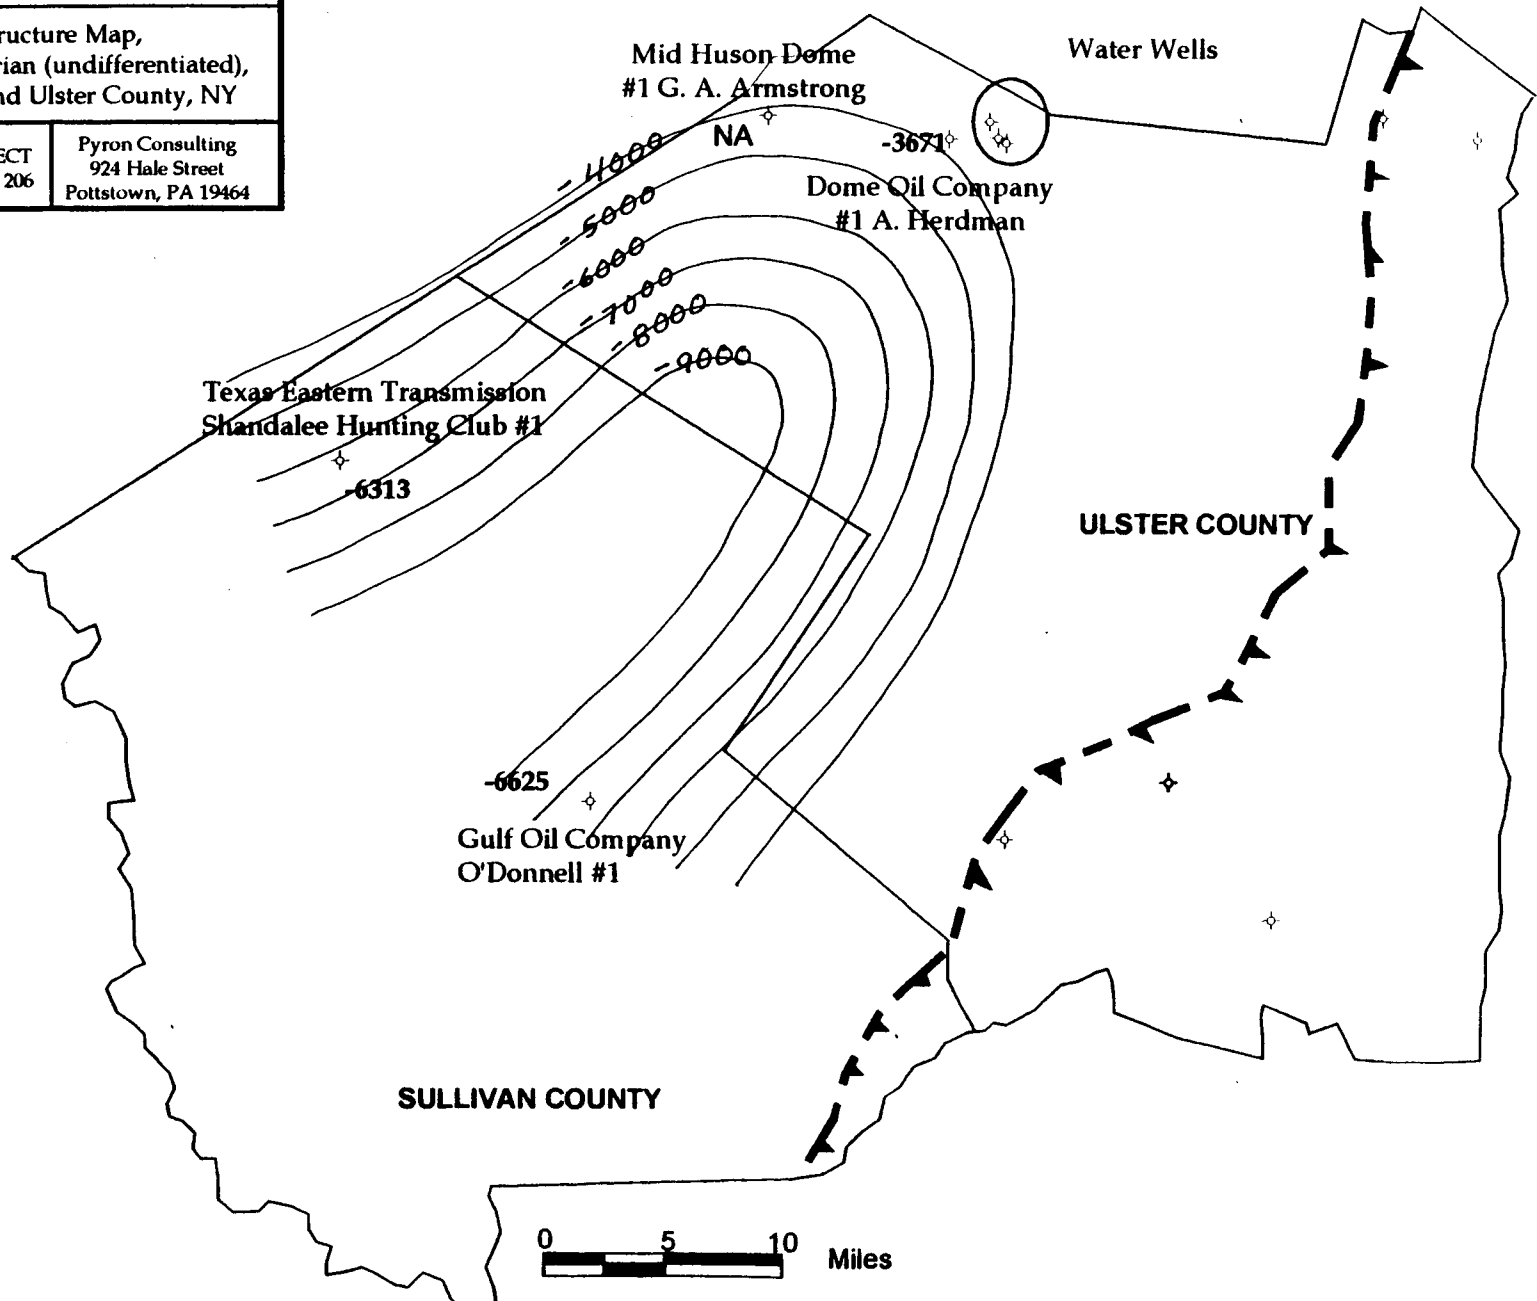 ructure Map,
rian (undifferentiated),
nd Ulster County, NY
ECT
206
Pyron Consulting
924 Hale Street
Pottstown, PA 19464
Mid Huson Dome
#1 G. A. Armstrong
NA
Water Wells
-3671
Dome Oil Company
#1 A. Herdman
-4000
-5000
-6000
-7000
-8000
-9000
Texas Eastern Transmission
Shandalee Hunting Club #1
-6313
ULSTER COUNTY
-6625
Gulf Oil Company
O'Donnell #1
SULLIVAN COUNTY
0 5 10
Miles